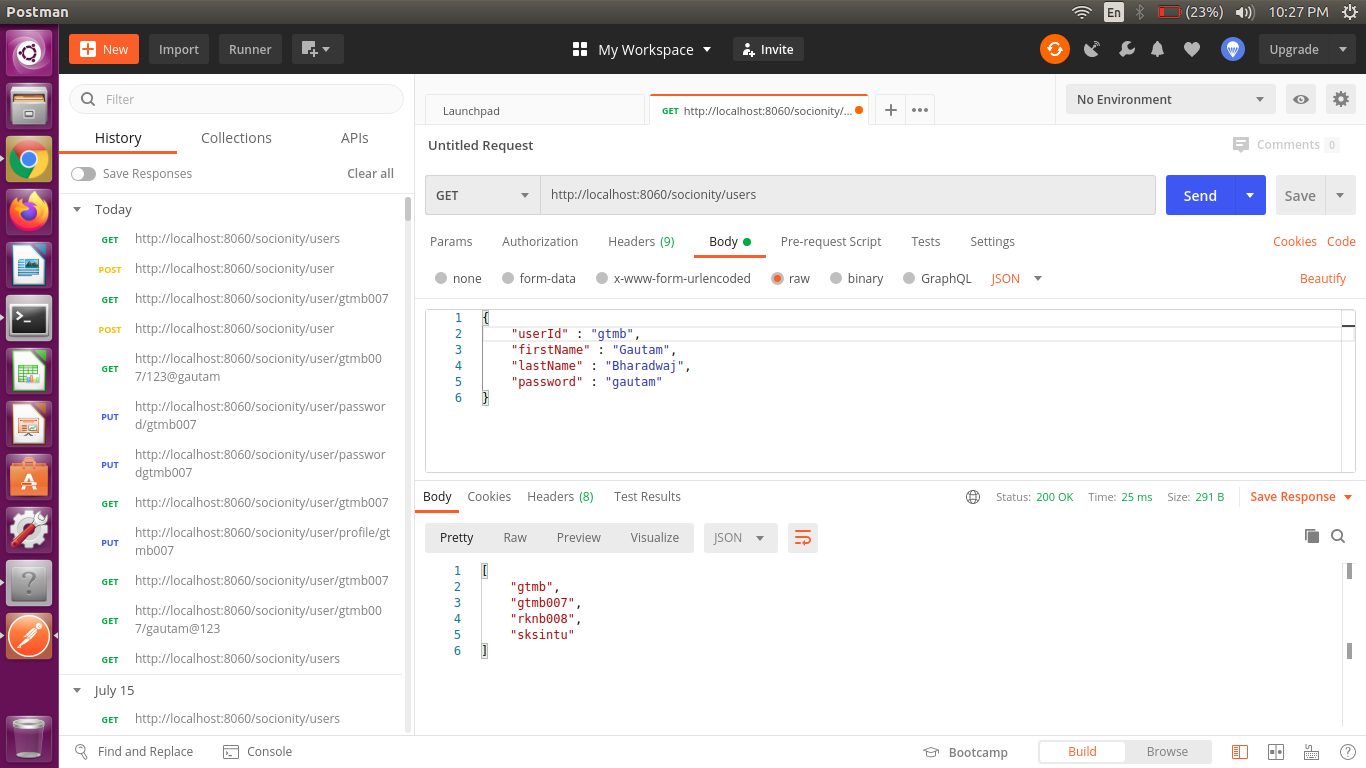 Postman
En
(23%)
10:27 PM
New
Import
Runner
My Workspace
Invite
Upgrade
Filter
History
Collections
APIs
Save Responses
Clear all
Today
GET http://localhost:8060/socionity/users
POST http://localhost:8060/socionity/user
GET http://localhost:8060/socionity/user/gtmb007
POST http://localhost:8060/socionity/user
GET http://localhost:8060/socionity/user/gtmb00
7/123@gautam
PUT http://localhost:8060/socionity/user/passwor
d/gtmb007
PUT http://localhost:8060/socionity/user/passwor
dgtmb007
GET http://localhost:8060/socionity/user/gtmb007
PUT http://localhost:8060/socionity/user/profile/gt
mb007
GET http://localhost:8060/socionity/user/gtmb007
GET http://localhost:8060/socionity/user/gtmb00
7/gautam@123
GET http://localhost:8060/socionity/users
July 15
GET http://localhost:8060/socionity/users
Launchpad
GET http://localhost:8060/socionity/...
No Environment
Untitled Request
Comments 0
GET
http://localhost:8060/socionity/users
Send
Save
Params
Authorization
Headers (9)
Body
Pre-request Script
Tests
Settings
Cookies
Code
none
form-data
x-www-form-urlencoded
raw
binary
GraphQL
JSON
Beautify
1 {
2 "userId" : "gtmb",
3 "firstName" : "Gautam",
4 "lastName" : "Bharadwaj",
5 "password" : "gautam"
6 }
Body
Cookies
Headers (8)
Test Results
Status: 200 OK
Time: 25 ms
Size: 291 B
Save Response
Pretty
Raw
Preview
Visualize
JSON
1 [
2 "gtmb",
3 "gtmb007",
4 "rknb008",
5 "sksintu"
6 ]
Find and Replace
Console
Bootcamp
Build
Browse